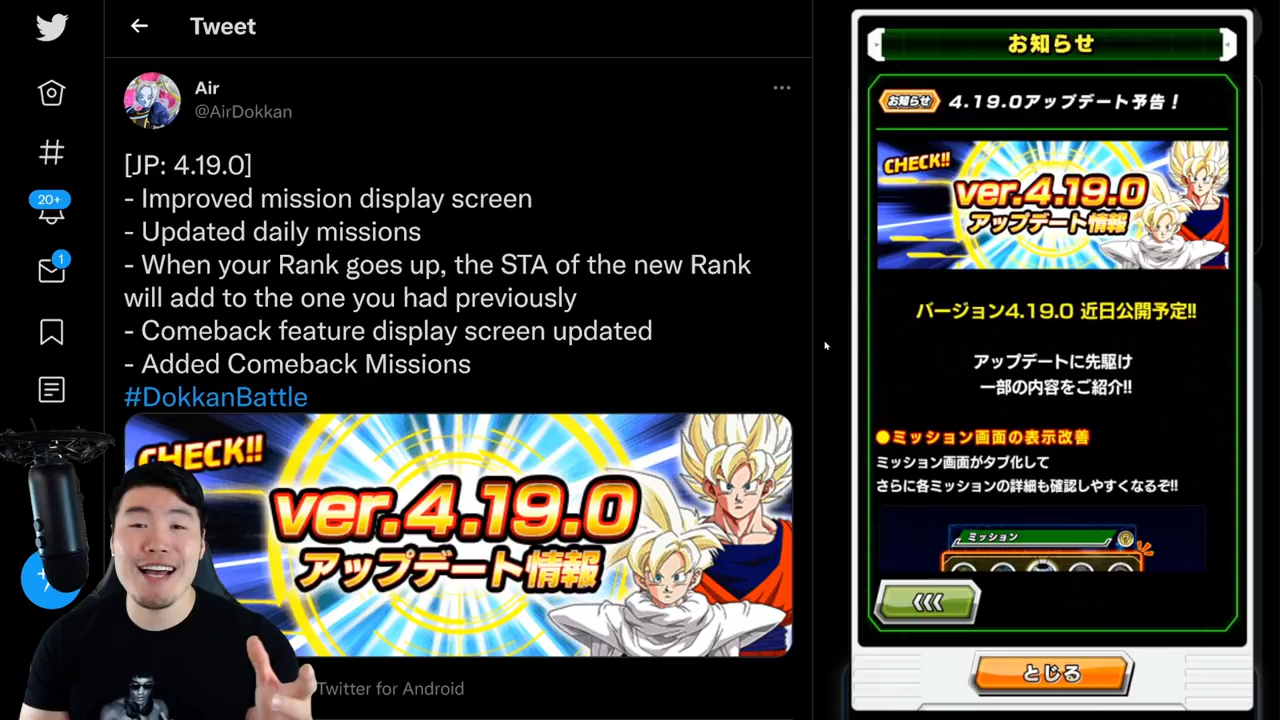 Tweet
Air
@AirDokkan
[JP: 4.19.0]
- Improved mission display screen
- Updated daily missions
- When your Rank goes up, the STA of the new Rank
will add to the one you had previously
- Comeback feature display screen updated
- Added Comeback Missions
#DokkanBattle
CHECK!!
ver.4.19.0
アップデート情報
Twitter for Android
20+
1
お知らせ
お知らせ 4.19.0アップデート予告!
CHECK!!
ver.4.19.0
アップデート情報
バージョン4.19.0 近日公開予定!!
アップデートに先駆け
一部の内容をご紹介!!
●ミッション画面の表示改善
ミッション画面がタブ化して
さらに各ミッションの詳細も確認しやすくなるぞ!!
ミッション
とじる